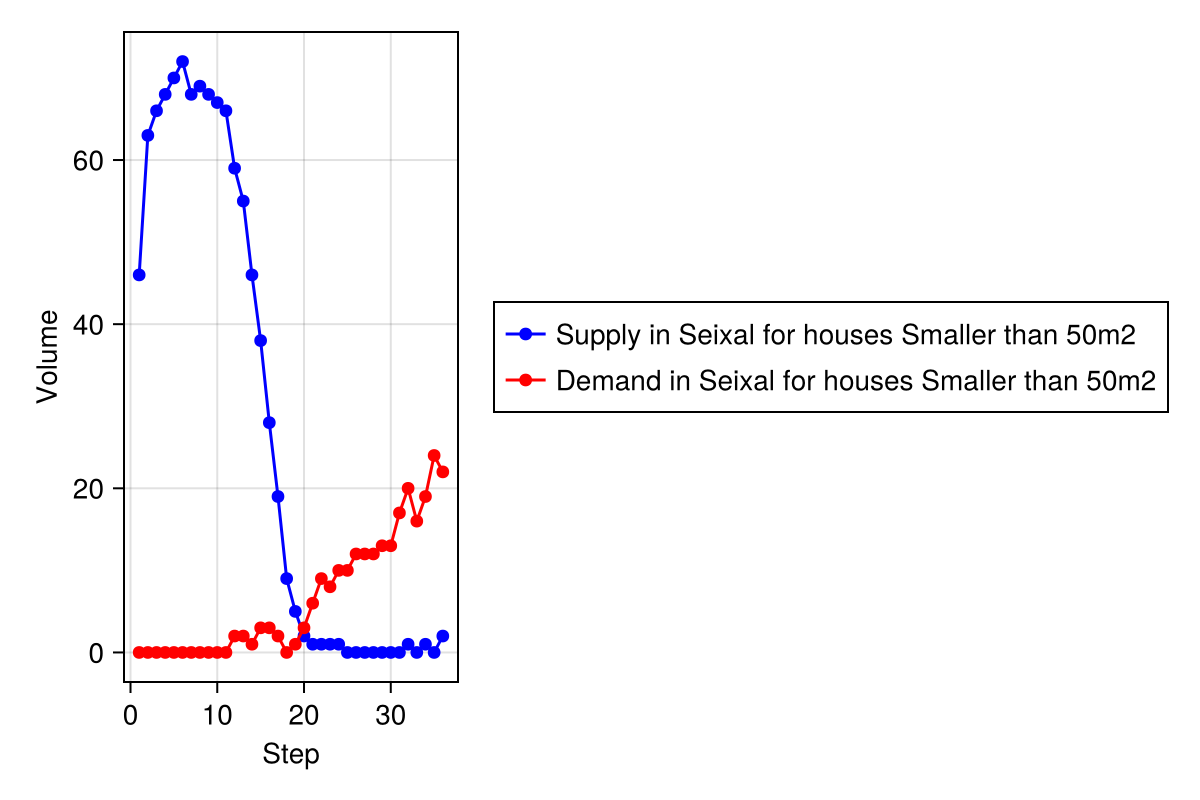 60
40
20
0
Volume
0 10 20 30
Step
Supply in Seixal for houses Smaller than 50m2
Demand in Seixal for houses Smaller than 50m2